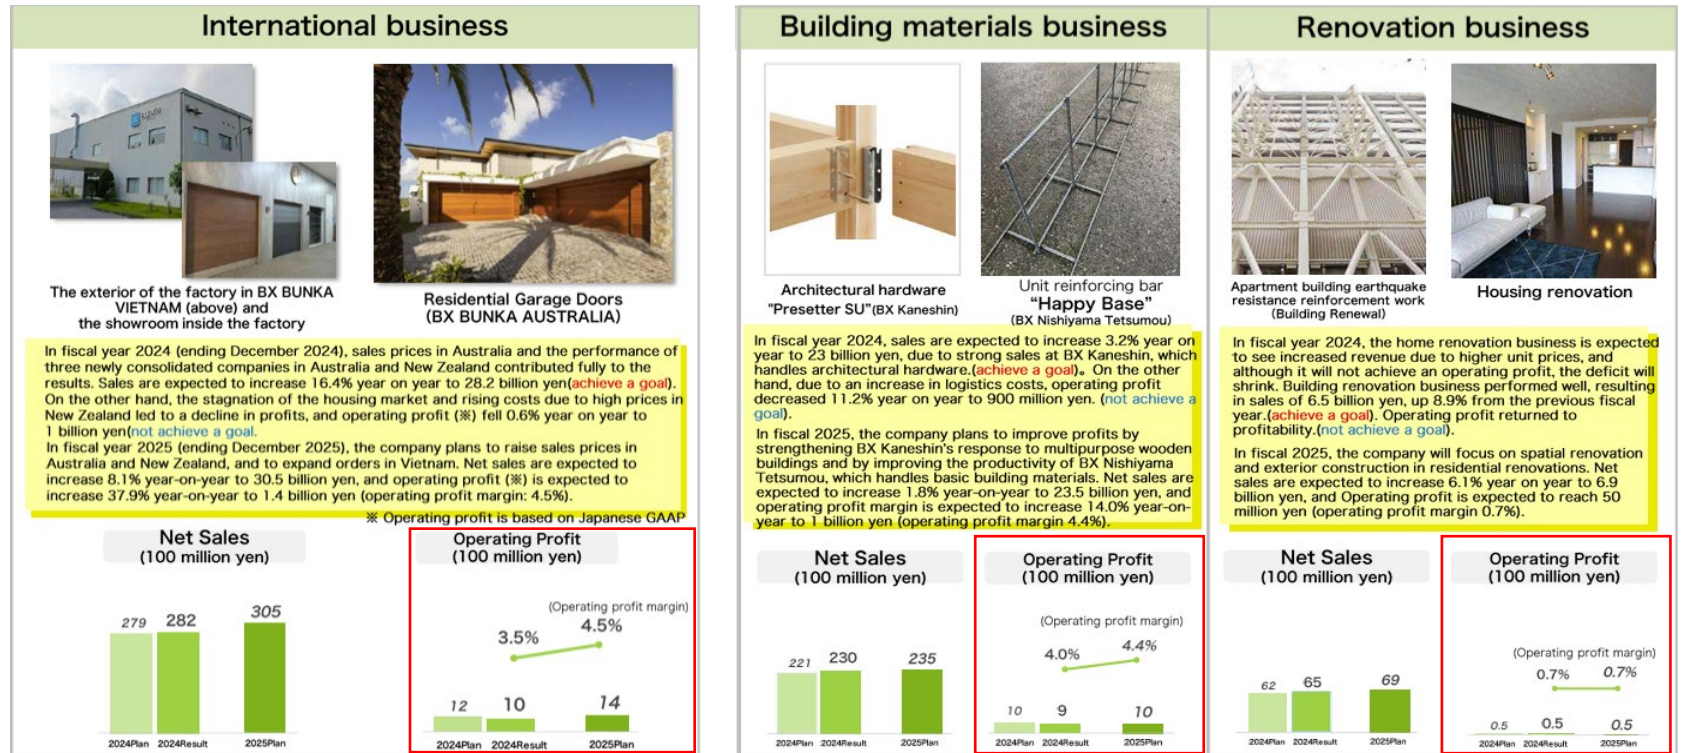 International business
The exterior of the factory in BX BUNKA
VIETNAM (above) and
the showroom inside the factory
Residential Garage Doors
(BX BUNKA AUSTRALIA)
In fiscal year 2024 (ending December 2024), sales prices in Australia and the performance of
three newly consolidated companies in Australia and New Zealand contributed fully to the
results. Sales are expected to increase 16.4% year on year to 28.2 billion yen(achieve a goal).
On the other hand, the stagnation of the housing market and rising costs due to high prices in
New Zealand led to a decline in profits, and operating profit (※) fell 0.6% year on year to
1 billion yen(not achieve a goal.
In fiscal year 2025 (ending December 2025), the company plans to raise sales prices in
Australia and New Zealand, and to expand orders in Vietnam. Net sales are expected to
increase 8.1% year-on-year to 30.5 billion yen, and operating profit (※) is expected to
increase 37.9% year-on-year to 1.4 billion yen (operating profit margin: 4.5%).
※ Operating profit is based on Japanese GAAP
Net Sales
(100 million yen)
279 282 305
2024Plan 2024Result 2025Plan
Operating Profit
(100 million yen)
(Operating profit margin)
3.5% 4.5%
12 10 14
2024Plan 2024Result 2025Plan
Building materials business
Architectural hardware
"Presetter SU"(BX Kaneshin)
Unit reinforcing bar
"Happy Base"
(BX Nishiyama Tetsumou)
In fiscal year 2024, sales are expected to increase 3.2% year on
year to 23 billion yen, due to strong sales at BX Kaneshin, which
handles architectural hardware.(achieve a goal)。On the other
hand, due to an increase in logistics costs, operating profit
decreased 11.2% year on year to 900 million yen. (not achieve a
goal).
In fiscal 2025, the company plans to improve profits by
strengthening BX Kaneshin's response to multipurpose wooden
buildings and by improving the productivity of BX Nishiyama
Tetsumou, which handles basic building materials. Net sales are
expected to increase 1.8% year-on-year to 23.5 billion yen, and
operating profit margin is expected to increase 14.0% year-on-
year to 1 billion yen (operating profit margin 4.4%).
Net Sales
(100 million yen)
221 230 235
2024Plan 2024Result 2025Plan
Operating Profit
(100 million yen)
(Operating profit margin)
4.0% 4.4%
10 9 10
2024Plan 2024Result 2025Plan
Renovation business
Apartment building earthquake
resistance reinforcement work
(Building Renewal)
Housing renovation
In fiscal year 2024, the home renovation business is expected
to see increased revenue due to higher unit prices, and
although it will not achieve an operating profit, the deficit will
shrink. Building renovation business performed well, resulting
in sales of 6.5 billion yen, up 8.9% from the previous fiscal
year.(achieve a goal). Operating profit returned to
profitability.(not achieve a goal).
In fiscal 2025, the company will focus on spatial renovation
and exterior construction in residential renovations. Net
sales are expected to increase 6.1% year on year to 6.9
billion yen, and Operating profit is expected to reach 50
million yen (operating profit margin 0.7%).
Net Sales
(100 million yen)
62 65 69
2024Plan 2024Result 2025Plan
Operating Profit
(100 million yen)
(Operating profit margin)
0.7% 0.7%
0.5 0.5 0.5
2024Plan 2024Result 2025Plan